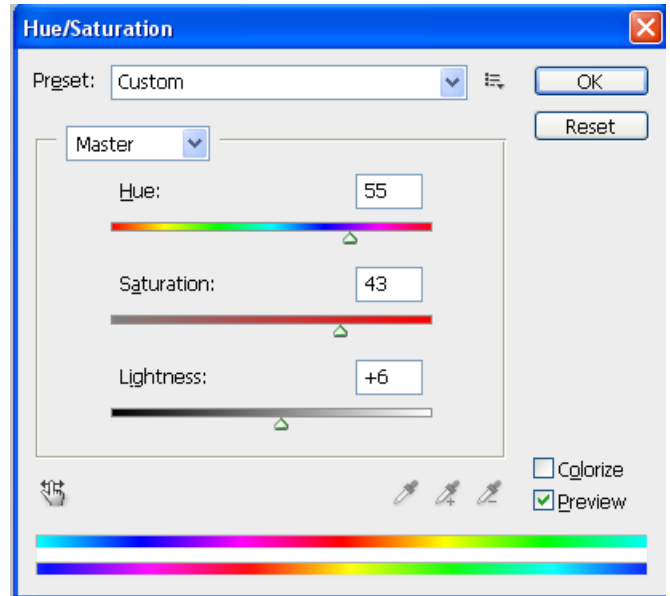 Hue/Saturation
Preset: Custom
OK
Reset
Master
Hue: 55
Saturation: 43
Lightness: +6
Colorize
Preview